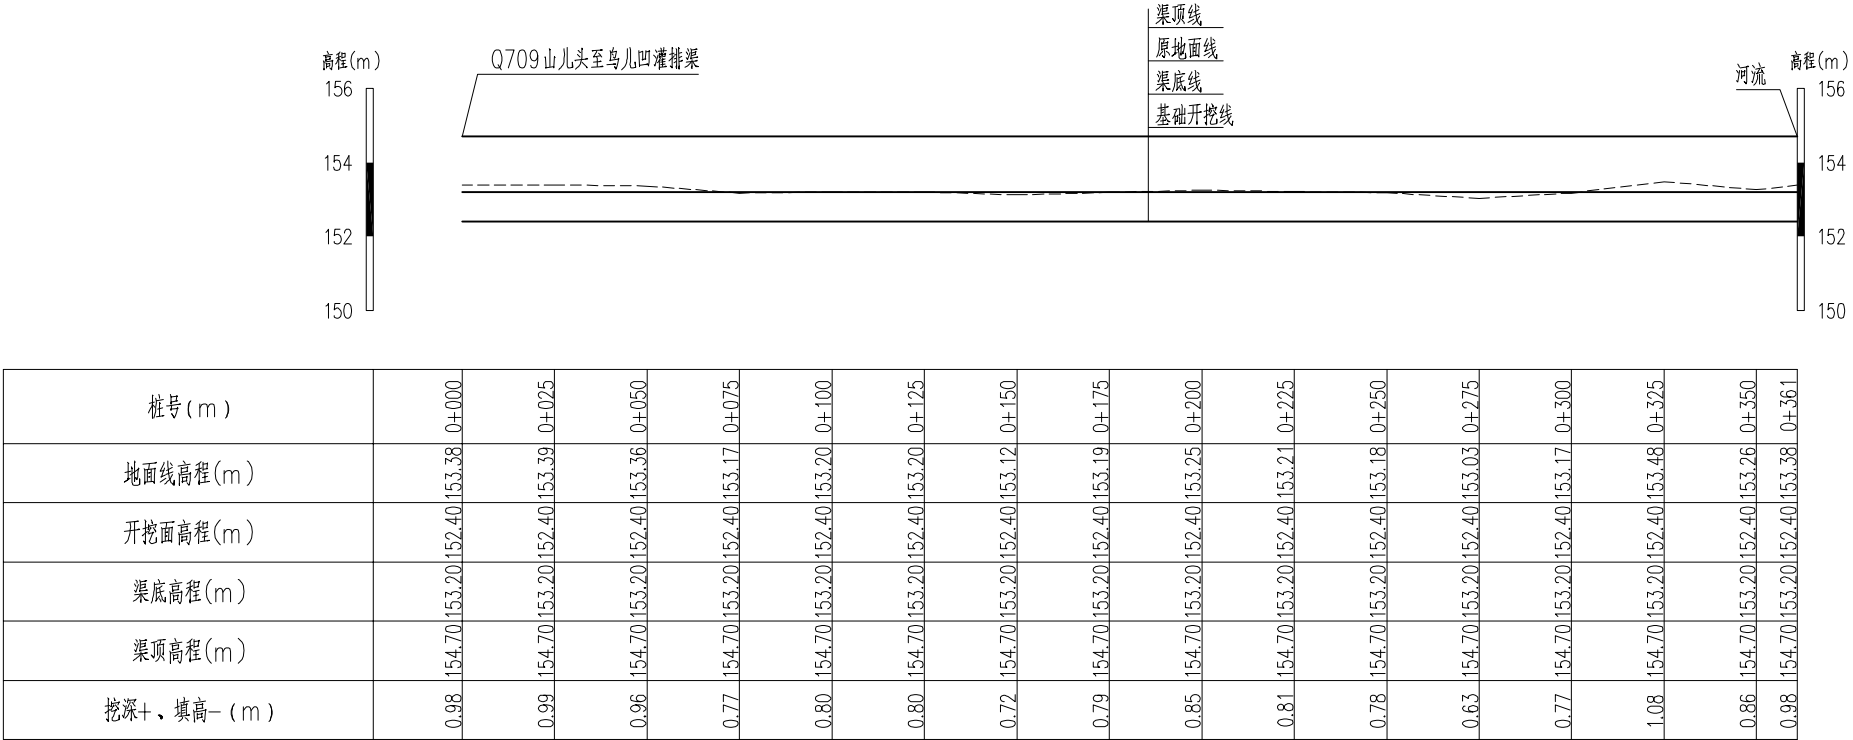 渠顶线
原地面线
渠底线
基础开挖线
Q709山儿头至鸟儿凹灌排渠
河流
高程(m)
156
154
152
150
高程(m)
156
154
152
150
桩号(m) 0+000 0+025 0+050 0+075 0+100 0+125 0+150 0+175 0+200 0+225 0+250 0+275 0+300 0+325 0+350 0+361
地面线高程(m) 153.38 153.39 153.36 153.17 153.20 153.20 153.12 153.19 153.25 153.21 153.18 153.03 153.17 153.48 153.26 153.38
开挖面高程(m) 152.40 152.40 152.40 152.40 152.40 152.40 152.40 152.40 152.40 152.40 152.40 152.40 152.40 152.40 152.40 152.40
渠底高程(m) 153.20 153.20 153.20 153.20 153.20 153.20 153.20 153.20 153.20 153.20 153.20 153.20 153.20 153.20 153.20 153.20
渠顶高程(m) 154.70 154.70 154.70 154.70 154.70 154.70 154.70 154.70 154.70 154.70 154.70 154.70 154.70 154.70 154.70 154.70
挖深+、填高-(m) 0.98 0.99 0.96 0.77 0.80 0.80 0.72 0.79 0.85 0.81 0.78 0.63 0.77 1.08 0.86 0.98